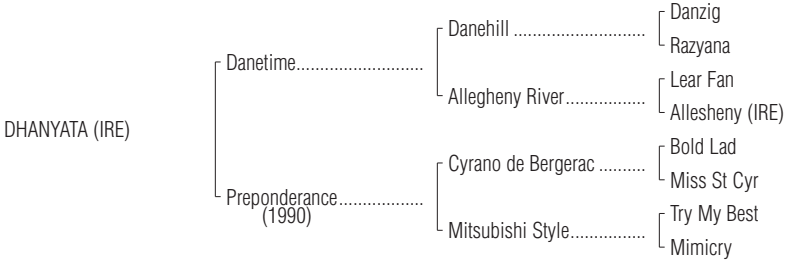 Danzig
Danehill ............................
Razyana
Danetime...........................
Lear Fan
Allegheny River.................
Allesheny (IRE)
DHANYATA (IRE)
Bold Lad
Cyrano de Bergerac ..........
Miss St Cyr
Preponderance..................
(1990)
Try My Best
Mitsubishi Style................
Mimicry